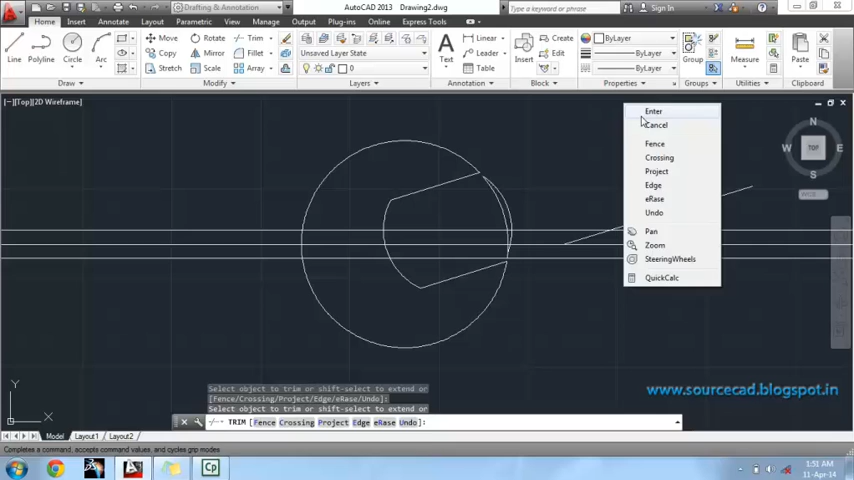 Drafting & Annotation
AutoCAD 2013   Drawing2.dwg
Type a keyword or phrase
Sign In
Home   Insert   Annotate   Layout   Parametric   View   Manage   Output   Plug-ins   Online   Express Tools
Line   Polyline   Circle   Arc
Move   Rotate   Trim
Copy   Mirror   Fillet
Stretch   Scale   Array
Unsaved Layer State
0
Text
Linear
Leader
Table
Insert
Create
Edit
ByLayer
ByLayer
ByLayer
Group
Measure
Paste
Draw   Modify   Layers   Annotation   Block   Properties   Groups   Utilities   Clipboard
[−][Top][2D Wireframe]
Enter
Cancel
Fence
Crossing
Project
Edge
eRase
Undo
Pan
Zoom
SteeringWheels
QuickCalc
N
W   TOP   E
S
Select object to trim or shift-select to extend or
[Fence/Crossing/Project/Edge/eRase/Undo]:
Select object to trim or shift-select to extend or
TRIM [Fence Crossing Project Edge eRase Undo]:
www.sourcecad.blogspot.in
Y
X
Model   Layout1   Layout2
Completes a command, accepts command values, and cycles grip modes
Cp
1:51 AM
11-Apr-14